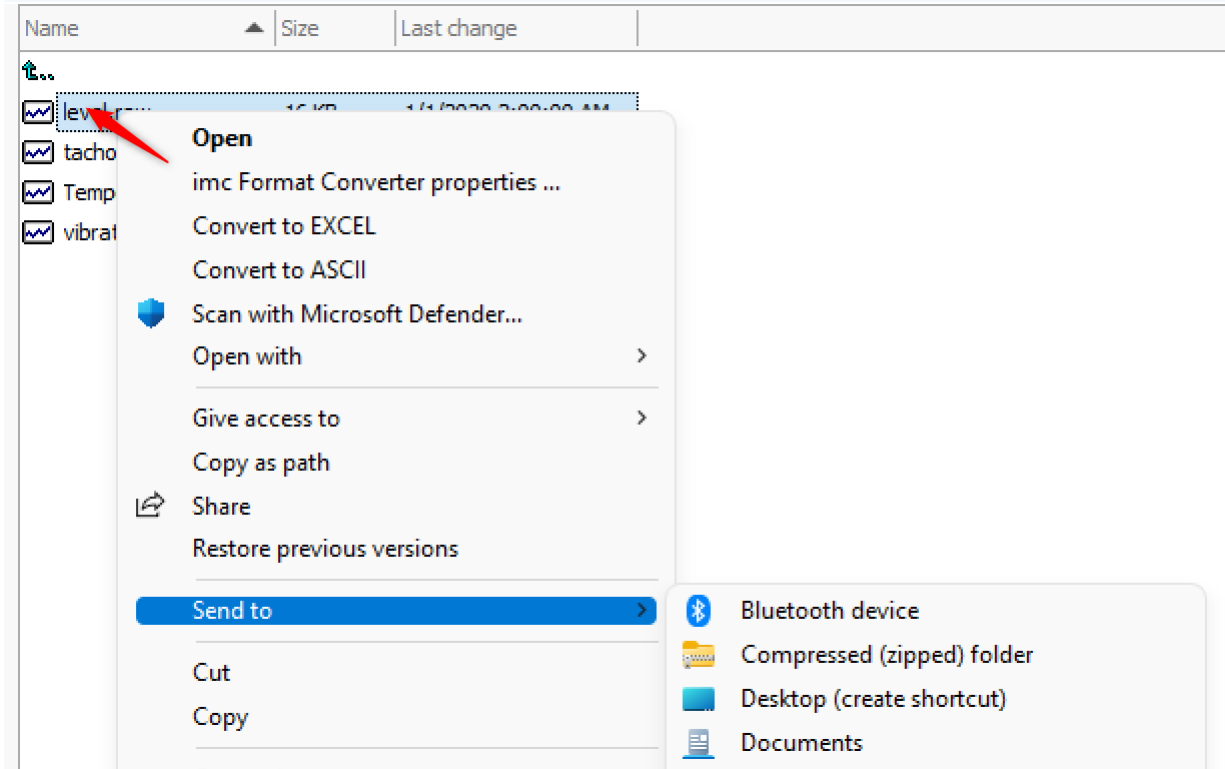 Name Size Last change
..
tacho
Temp
vibrat
Open
imc Format Converter properties ...
Convert to EXCEL
Convert to ASCII
Scan with Microsoft Defender...
Open with
Give access to
Copy as path
Share
Restore previous versions
Send to
Cut
Copy
Bluetooth device
Compressed (zipped) folder
Desktop (create shortcut)
Documents